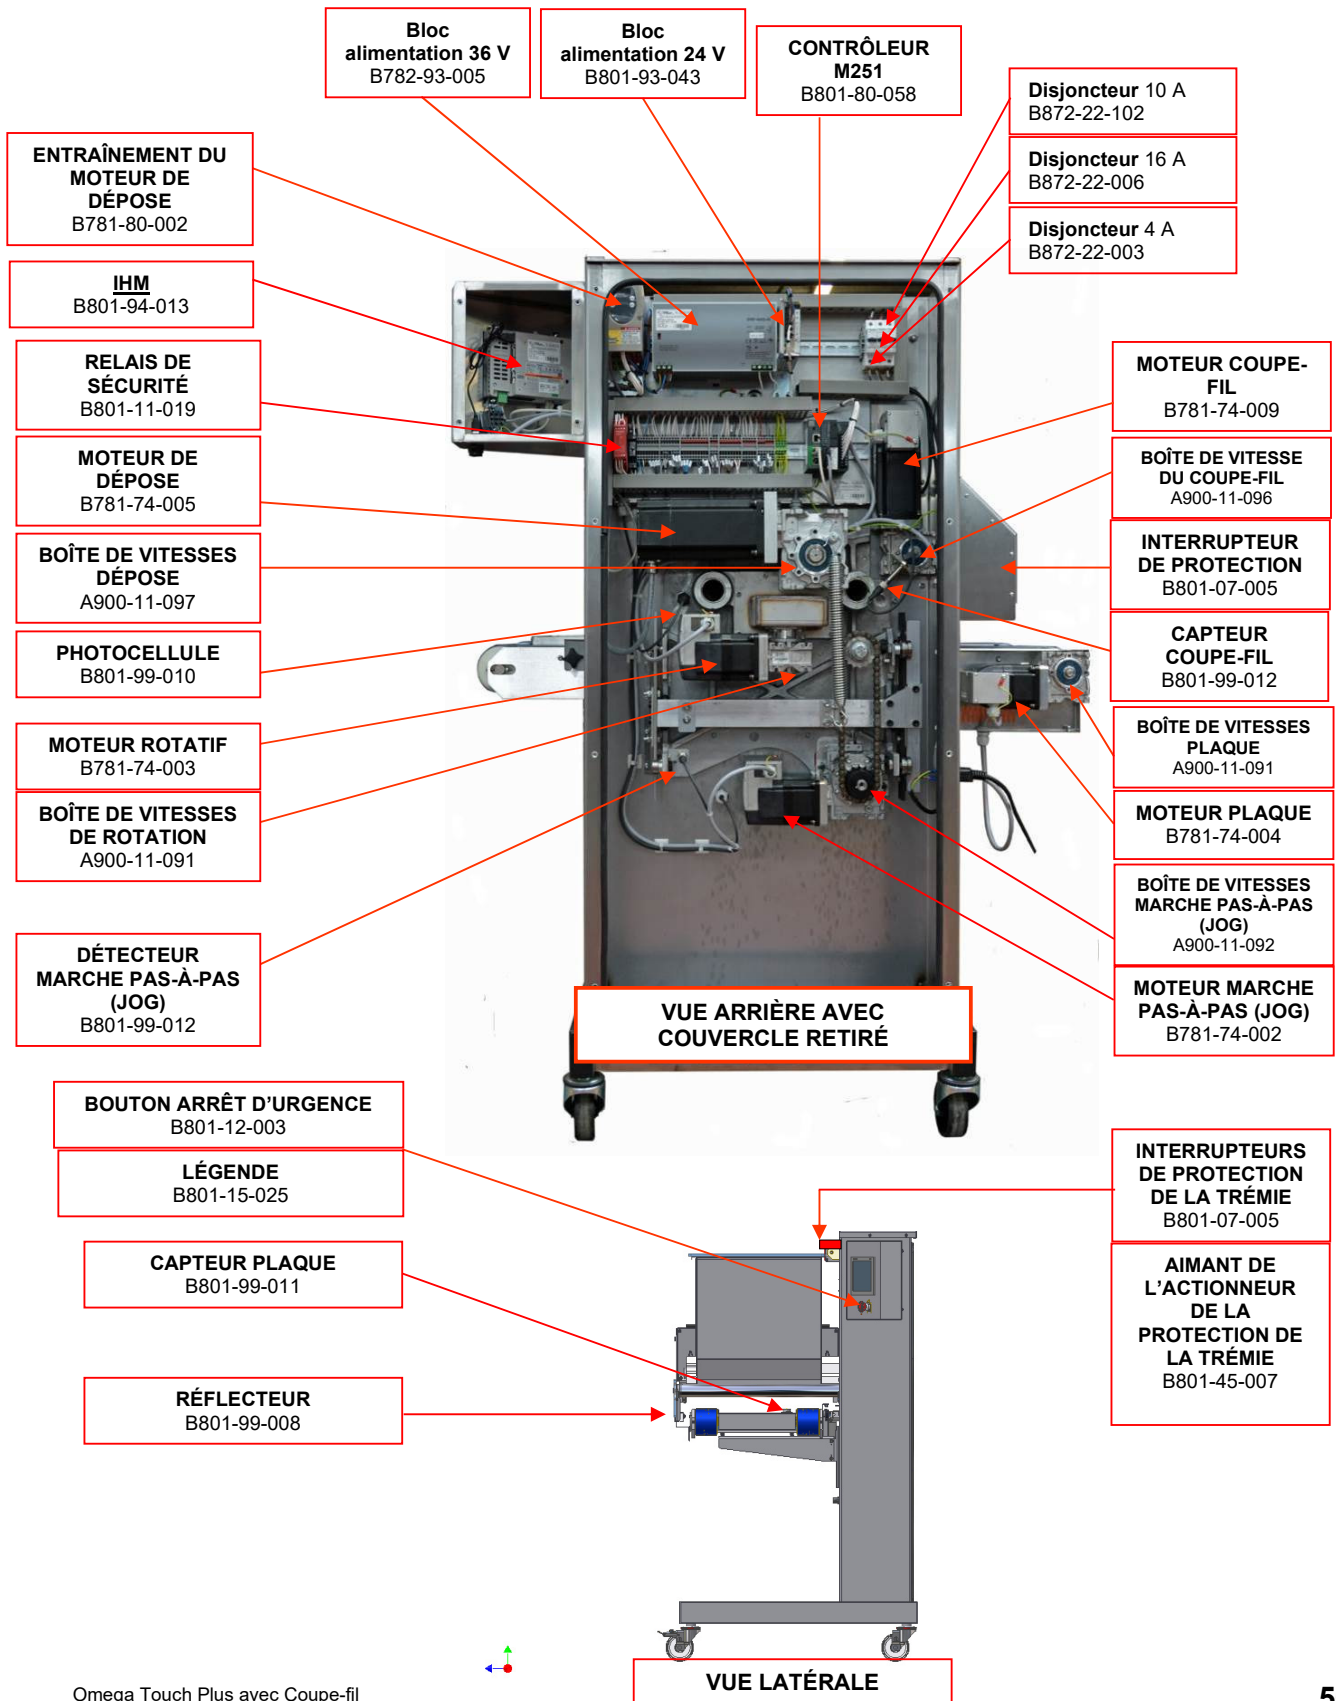 Bloc
alimentation 36 V
B782-93-005
Bloc
alimentation 24 V
B801-93-043
CONTRÔLEUR
M251
B801-80-058
Disjoncteur 10 A
B872-22-102
Disjoncteur 16 A
B872-22-006
Disjoncteur 4 A
B872-22-003
ENTRAÎNEMENT DU
MOTEUR DE
DÉPOSE
B781-80-002
IHM
B801-94-013
RELAIS DE
SÉCURITÉ
B801-11-019
MOTEUR DE
DÉPOSE
B781-74-005
BOÎTE DE VITESSES
DÉPOSE
A900-11-097
PHOTOCELLULE
B801-99-010
MOTEUR ROTATIF
B781-74-003
BOÎTE DE VITESSES
DE ROTATION
A900-11-091
DÉTECTEUR
MARCHE PAS-À-PAS
(JOG)
B801-99-012
MOTEUR COUPE-
FIL
B781-74-009
BOÎTE DE VITESSE
DU COUPE-FIL
A900-11-096
INTERRUPTEUR
DE PROTECTION
B801-07-005
CAPTEUR
COUPE-FIL
B801-99-012
BOÎTE DE VITESSES
PLAQUE
A900-11-091
MOTEUR PLAQUE
B781-74-004
BOÎTE DE VITESSES
MARCHE PAS-À-PAS
(JOG)
A900-11-092
MOTEUR MARCHE
PAS-À-PAS (JOG)
B781-74-002
VUE ARRIÈRE AVEC
COUVERCLE RETIRÉ
BOUTON ARRÊT D'URGENCE
B801-12-003
LÉGENDE
B801-15-025
CAPTEUR PLAQUE
B801-99-011
RÉFLECTEUR
B801-99-008
INTERRUPTEURS
DE PROTECTION
DE LA TRÉMIE
B801-07-005
AIMANT DE
L'ACTIONNEUR
DE LA
PROTECTION DE
LA TRÉMIE
B801-45-007
VUE LATÉRALE
Omega Touch Plus avec Coupe-fil
5